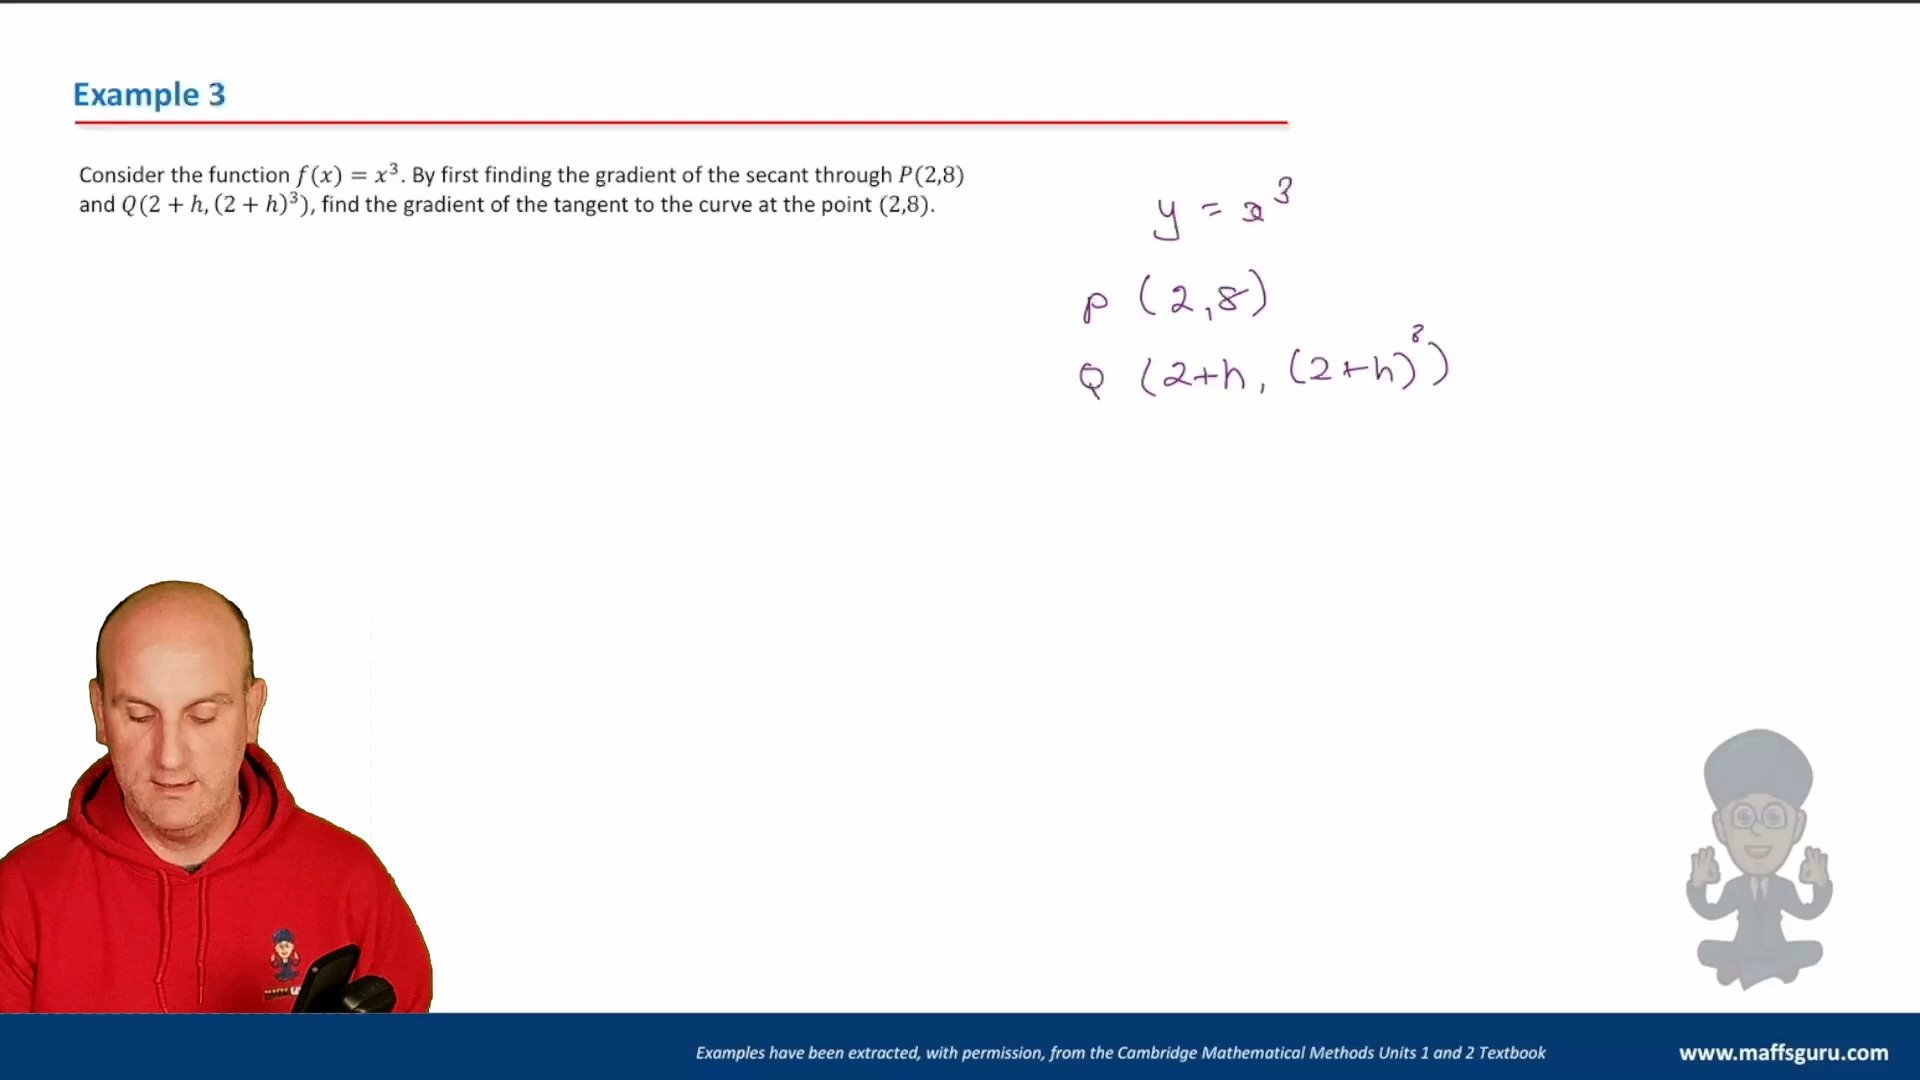 Example 3
Consider the function f(x) = x³. By first finding the gradient of the secant through P(2,8)
and Q(2 + h, (2 + h)³), find the gradient of the tangent to the curve at the point (2,8).
y = x³
P (2,8)
Q (2+h, (2+h)³)
Examples have been extracted, with permission, from the Cambridge Mathematical Methods Units 1 and 2 Textbook
www.maffsguru.com